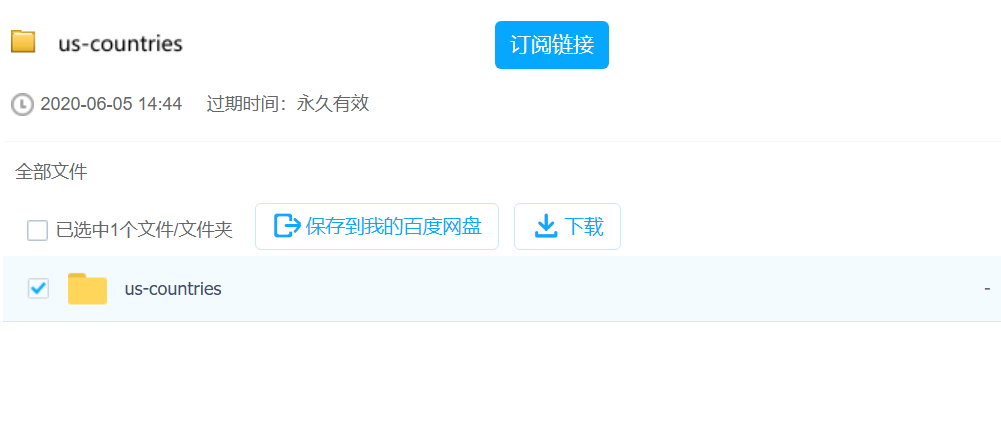 us-countries 订阅链接
2020-06-05 14:44 过期时间：永久有效
全部文件
已选中1个文件/文件夹 保存到我的百度网盘 下载
us-countries -